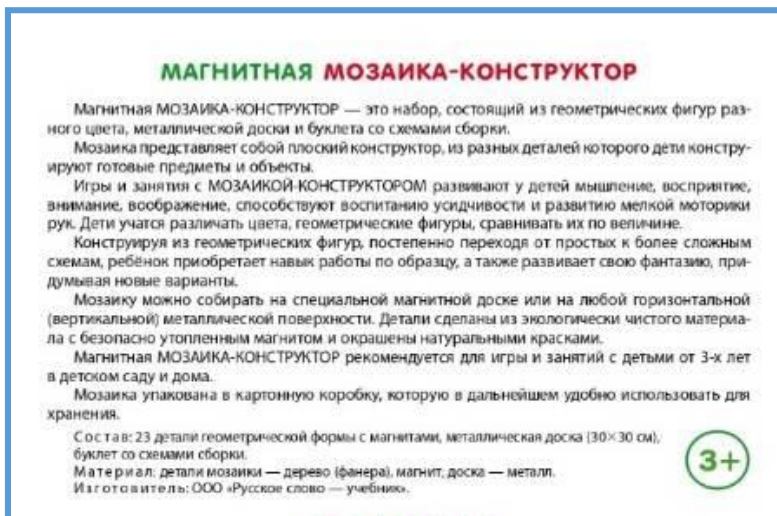 МАГНИТНАЯ МОЗАИКА-КОНСТРУКТОР
Магнитная МОЗАИКА-КОНСТРУКТОР — это набор, состоящий из геометрических фигур раз-
ного цвета, металлической доски и буклета со схемами сборки.
Мозаика представляет собой плоский конструктор, из разных деталей которого дети констру-
ируют готовые предметы и объекты.
Игры и занятия с МОЗАИКОЙ-КОНСТРУКТОРОМ развивают у детей мышление, восприятие,
внимание, воображение, способствуют воспитанию усидчивости и развитию мелкой моторики
рук. Дети учатся различать цвета, геометрические фигуры, сравнивать их по величине.
Конструируя из геометрических фигур, постепенно переходя от простых к более сложным
схемам, ребёнок приобретает навык работы по образцу, а также развивает свою фантазию, при-
думывая новые варианты.
Мозаику можно собирать на специальной магнитной доске или на любой горизонтальной
(вертикальной) металлической поверхности. Детали сделаны из экологически чистого материа-
ла с безопасно утопленным магнитом и окрашены натуральными красками.
Магнитная МОЗАИКА-КОНСТРУКТОР рекомендуется для игры и занятий с детьми от 3-х лет
в детском саду и дома.
Мозаика упакована в картонную коробку, которую в дальнейшем удобно использовать для
хранения.
Состав: 23 детали геометрической формы с магнитами, металлическая доска (30×30 см),
буклет со схемами сборки.
Материал: детали мозаики — дерево (фанера), магнит; доска — металл.
Изготовитель: ООО «Русское слово — учебник».
3+